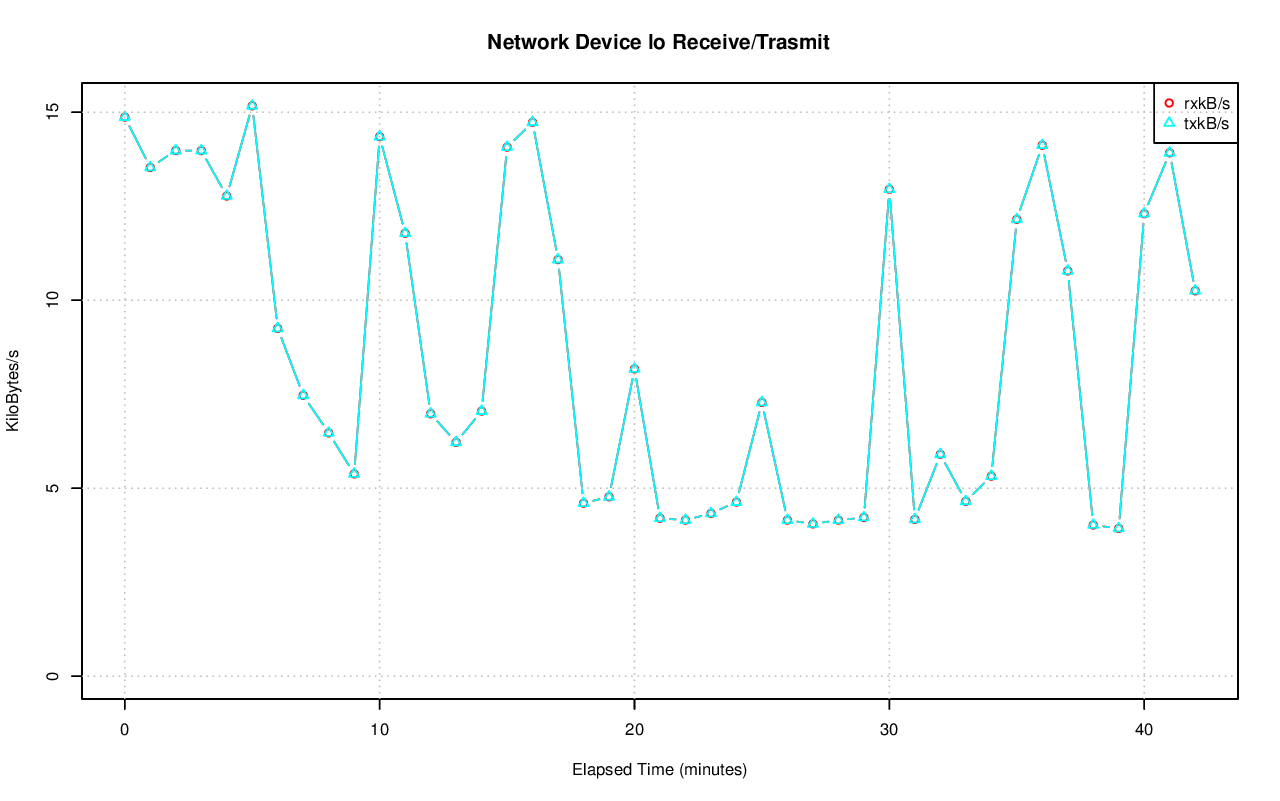 Network Device lo Receive/Trasmit
rxkB/s
txkB/s
KiloBytes/s
15
10
5
0
0 10 20 30 40
Elapsed Time (minutes)